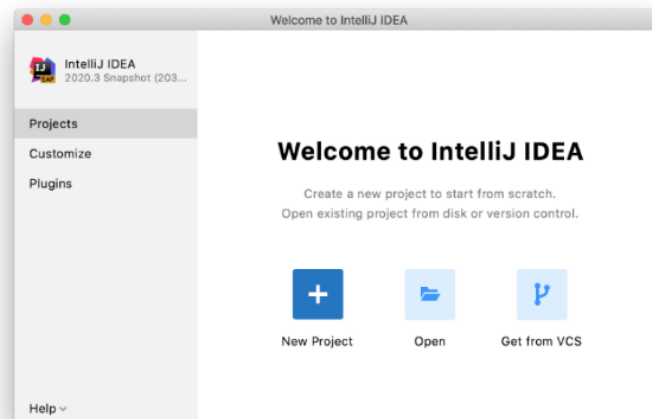 Welcome to IntelliJ IDEA
IJ
EAP
IntelliJ IDEA
2020.3 Snapshot (203...
Projects
Customize
Plugins
Welcome to IntelliJ IDEA
Create a new project to start from scratch.
Open existing project from disk or version control.
New Project
Open
Get from VCS
Help